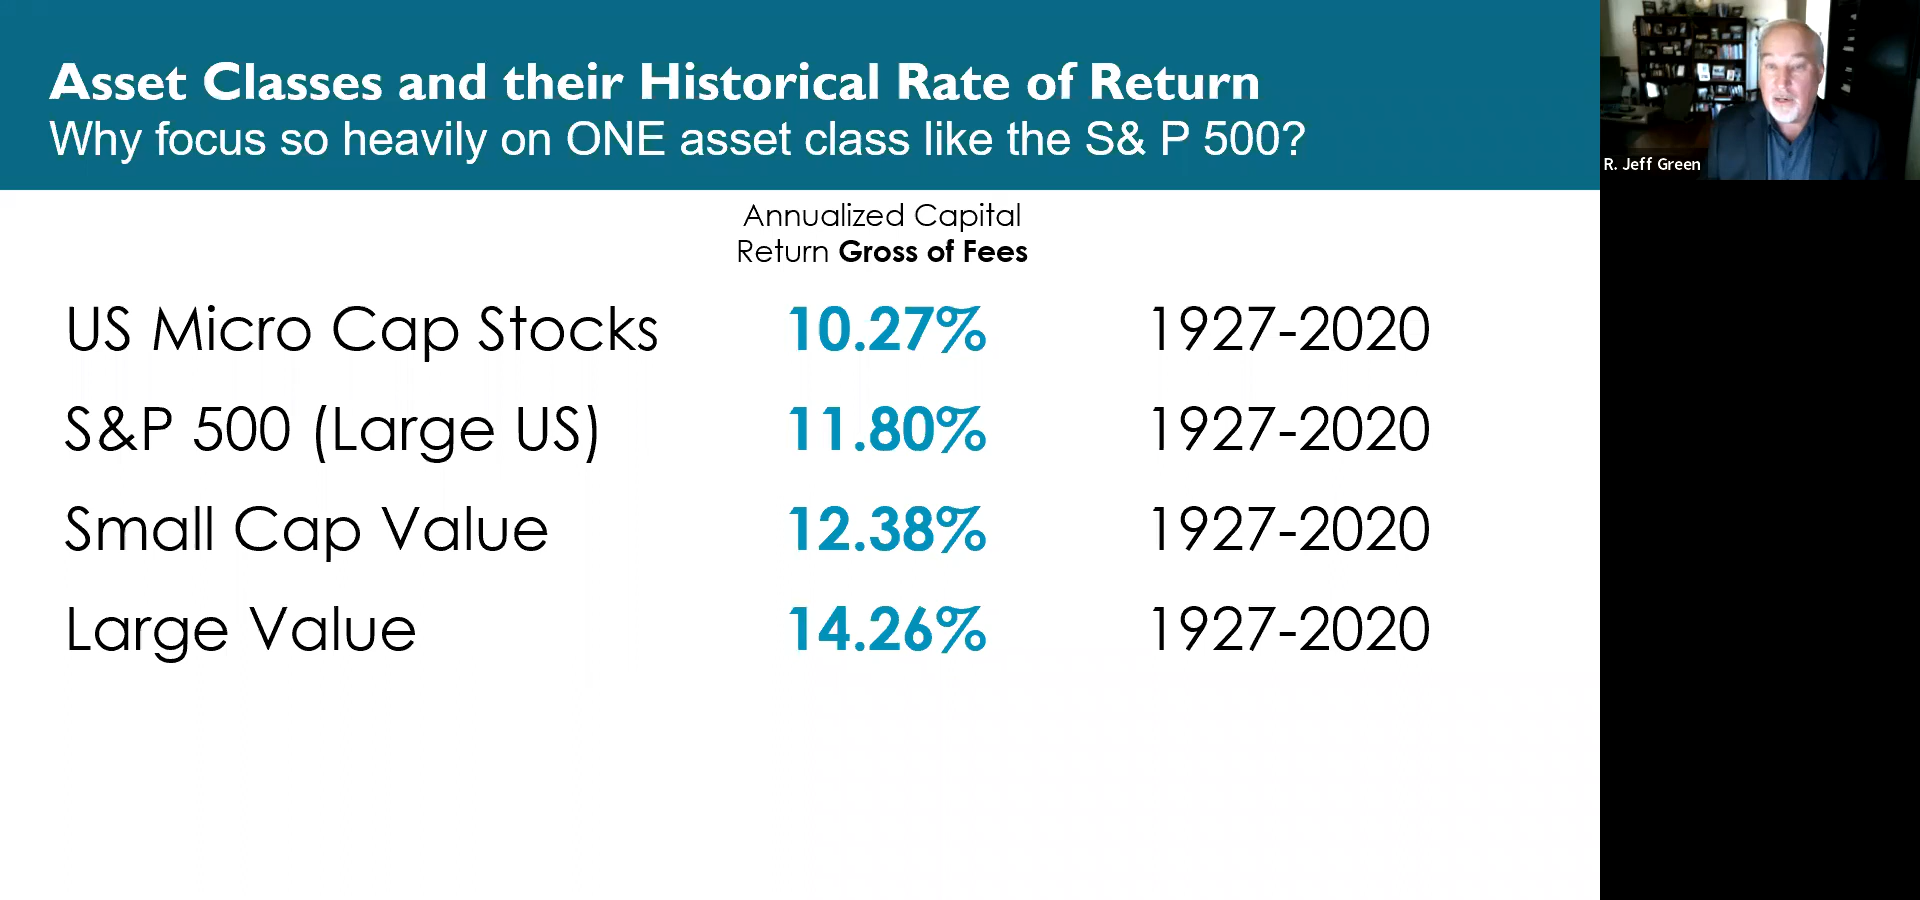 Asset Classes and their Historical Rate of Return
Why focus so heavily on ONE asset class like the S& P 500?
R. Jeff Green
Annualized Capital
Return Gross of Fees
US Micro Cap Stocks 10.27% 1927-2020
S&P 500 (Large US) 11.80% 1927-2020
Small Cap Value 12.38% 1927-2020
Large Value 14.26% 1927-2020